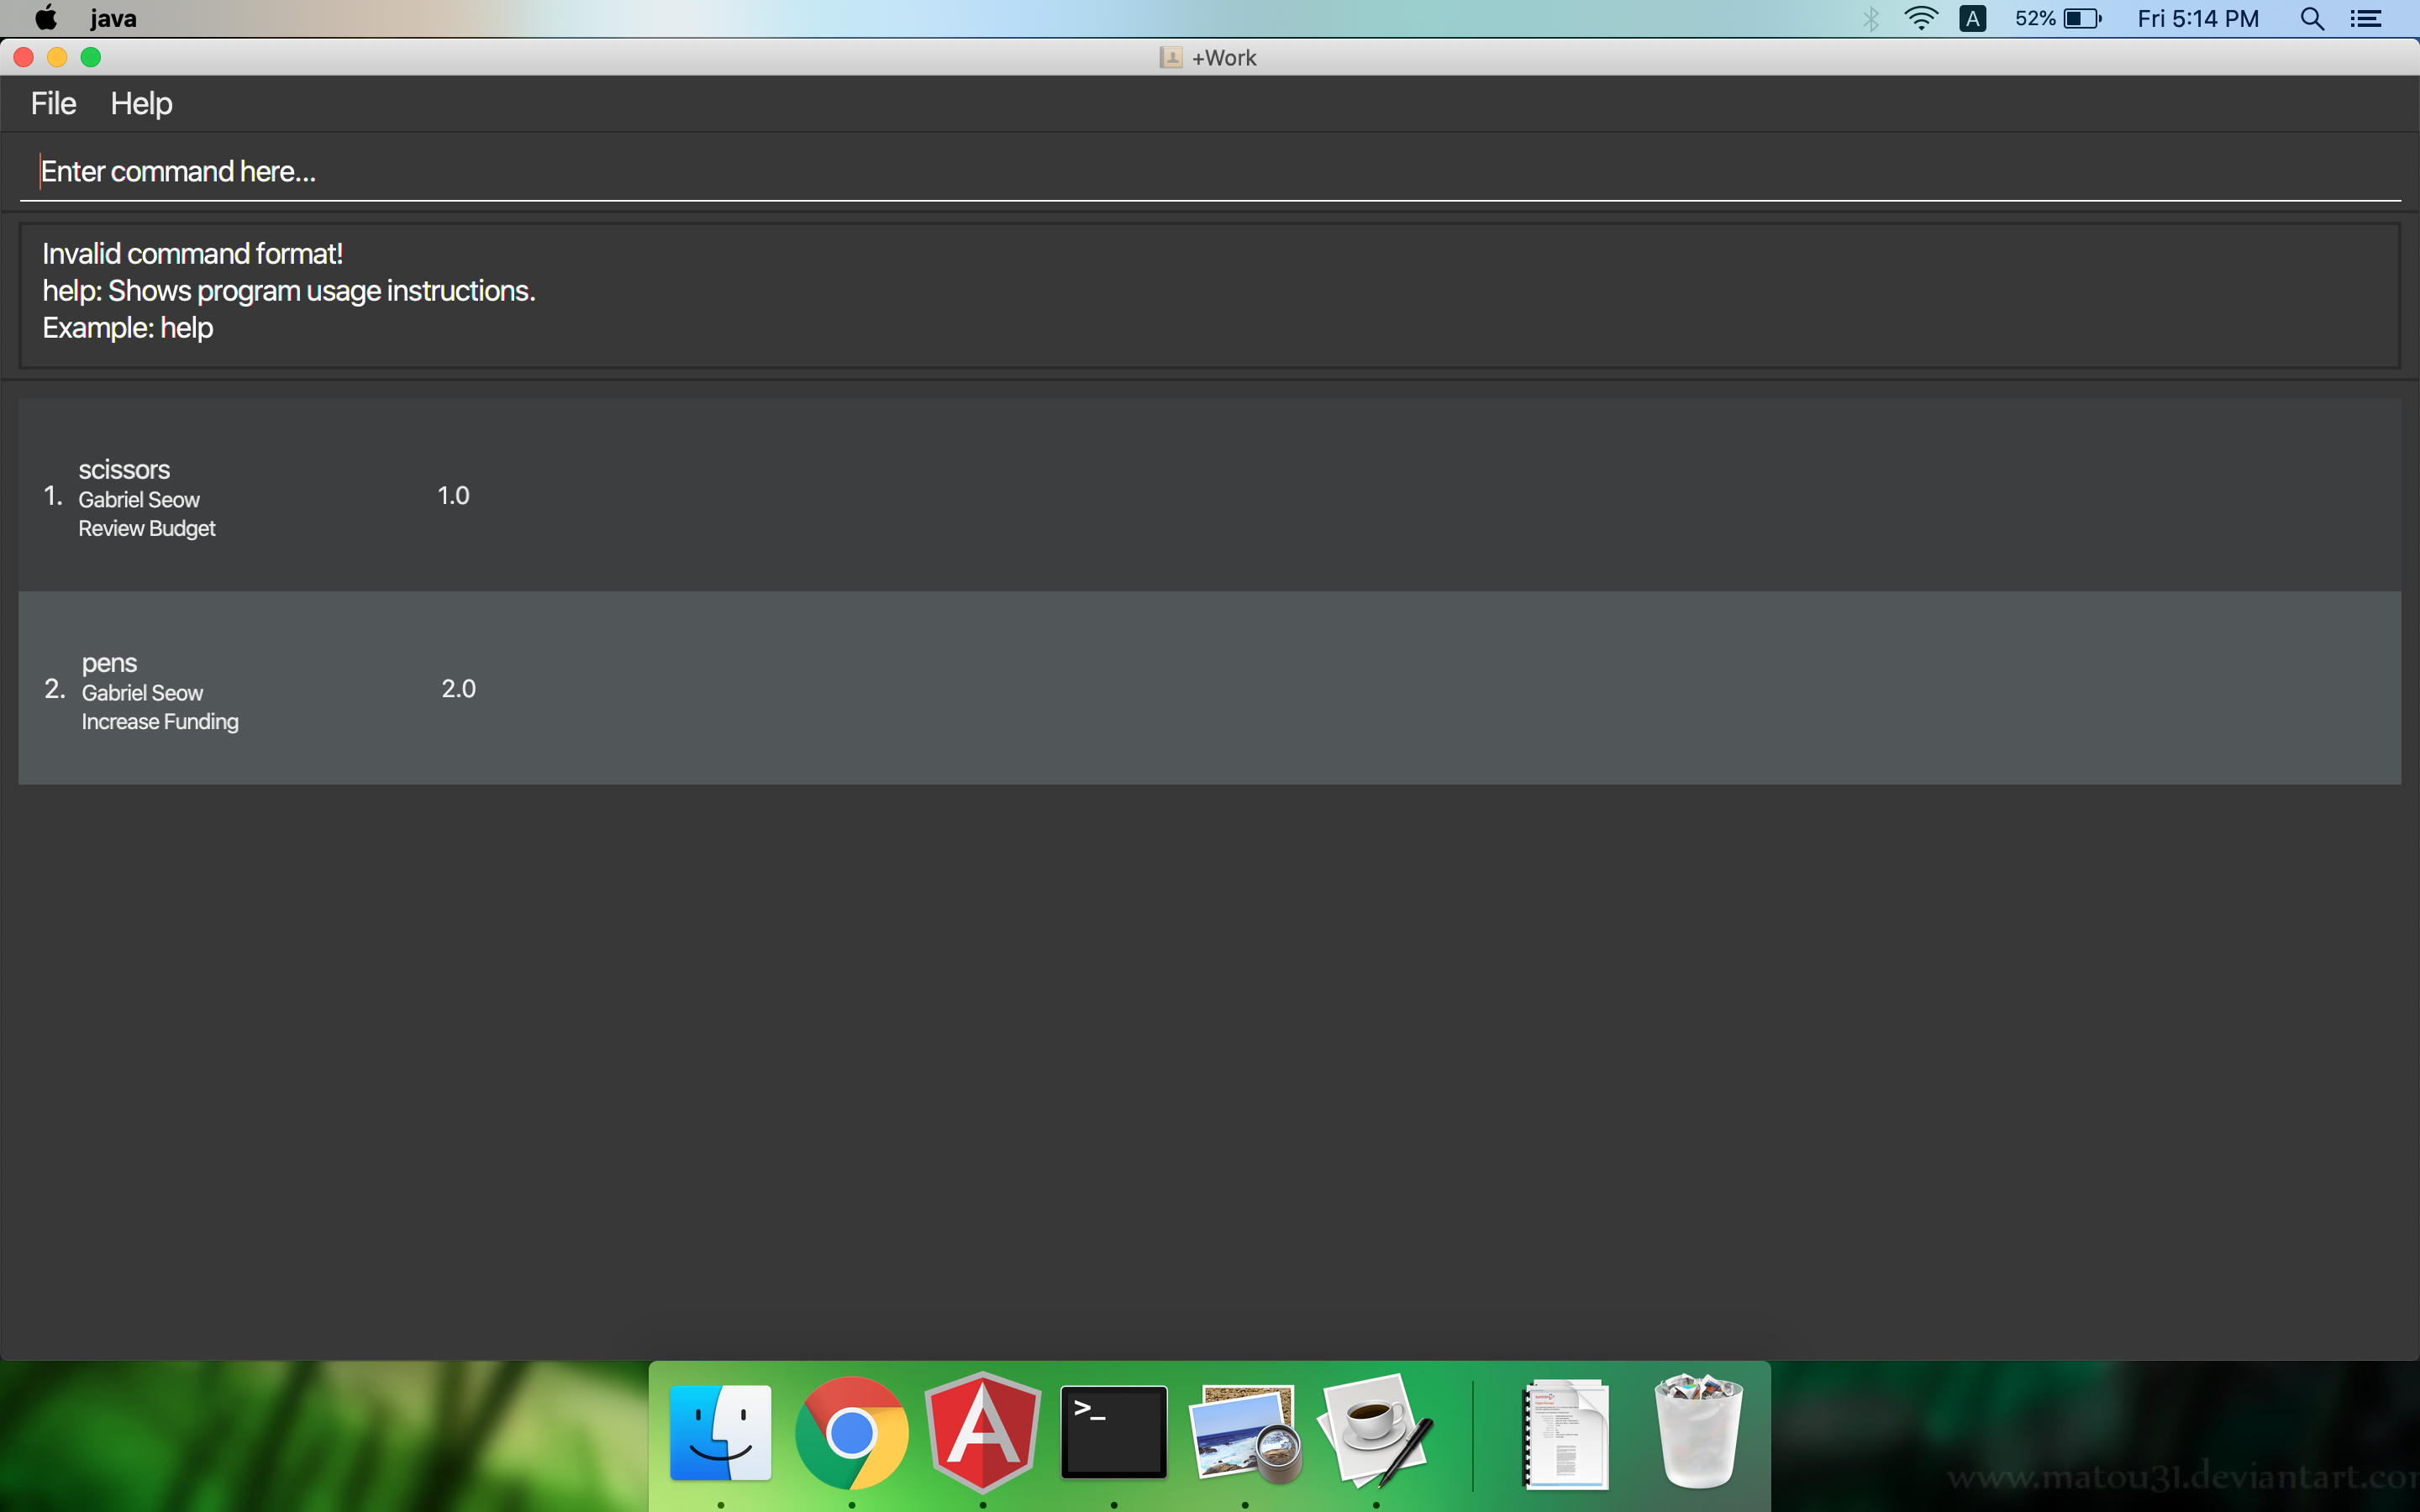 java
A
52%
Fri 5:14 PM
+Work
File Help
Enter command here...
Invalid command format!
help: Shows program usage instructions.
Example: help
1.
scissors
Gabriel Seow
Review Budget
1.0
2.
pens
Gabriel Seow
Increase Funding
2.0
>_
www.matou31.deviantart.co